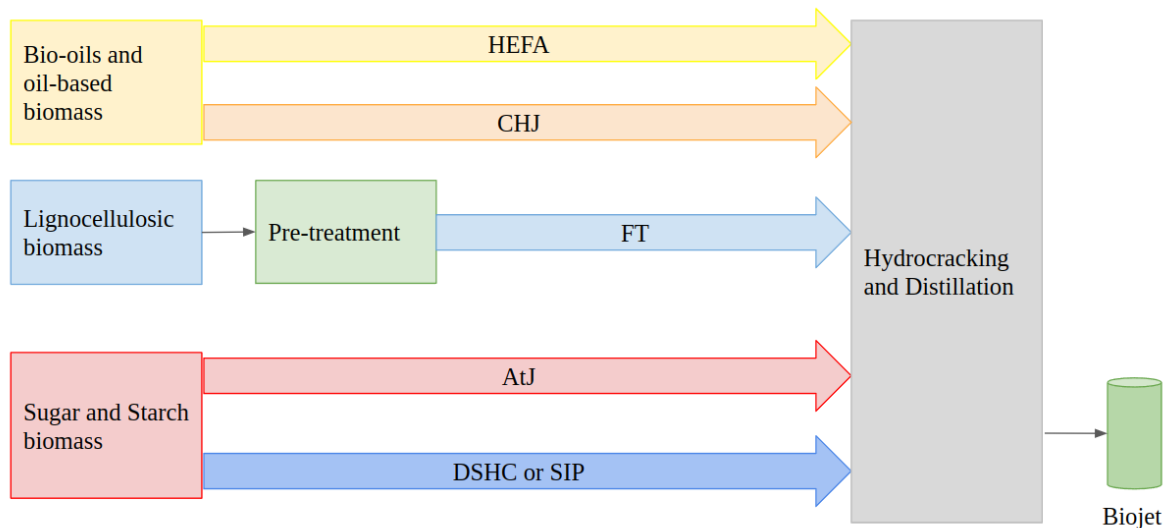 Bio-oils and
oil-based
biomass
HEFA
CHJ
Lignocellulosic
biomass
Pre-treatment
FT
Hydrocracking
and Distillation
Sugar and Starch
biomass
AtJ
DSHC or SIP
Biojet